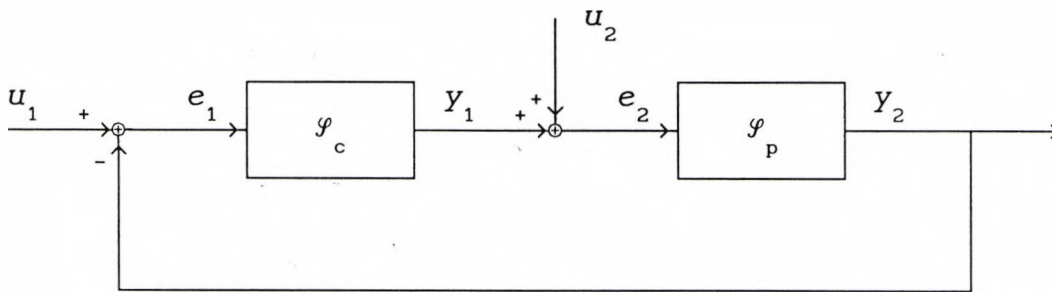 u₂
u₁ + e₁ 𝒮c y₁ + + e₂ 𝒮p y₂
-